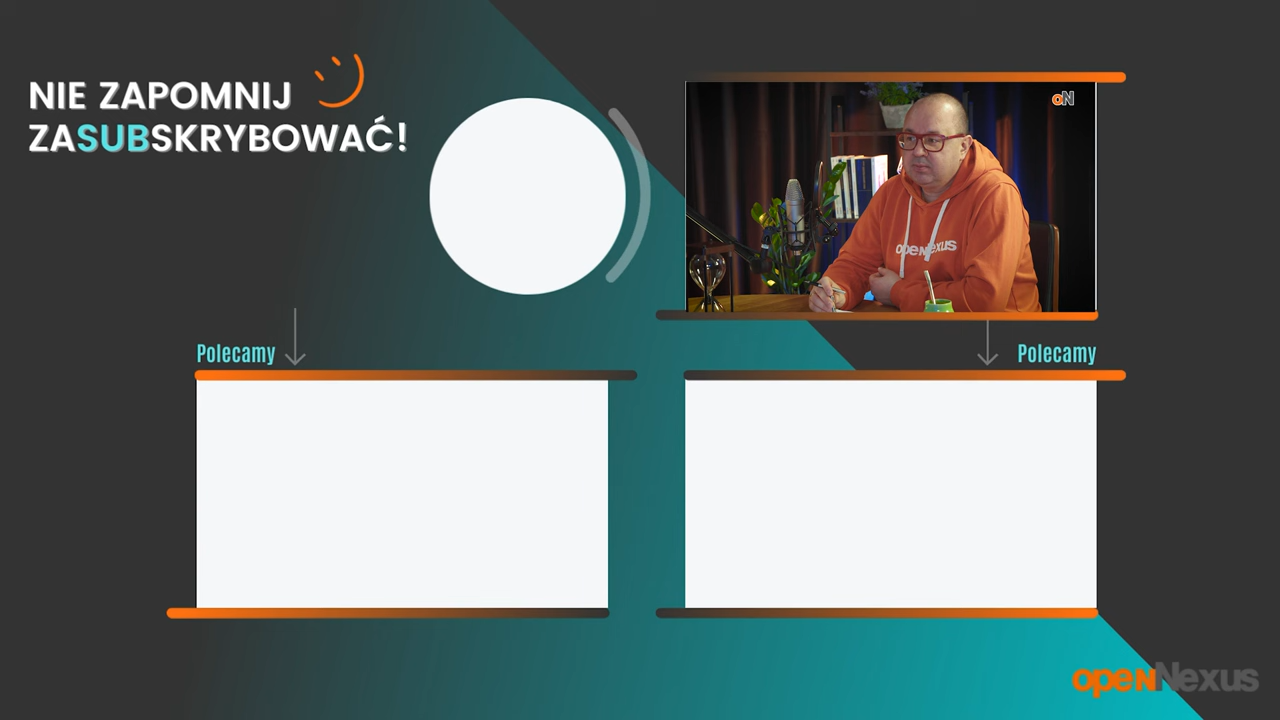 NIE ZAPOMNIJ
ZASUBSKRYBOWAĆ!
oN
openNexus
Polecamy
Polecamy
openNexus